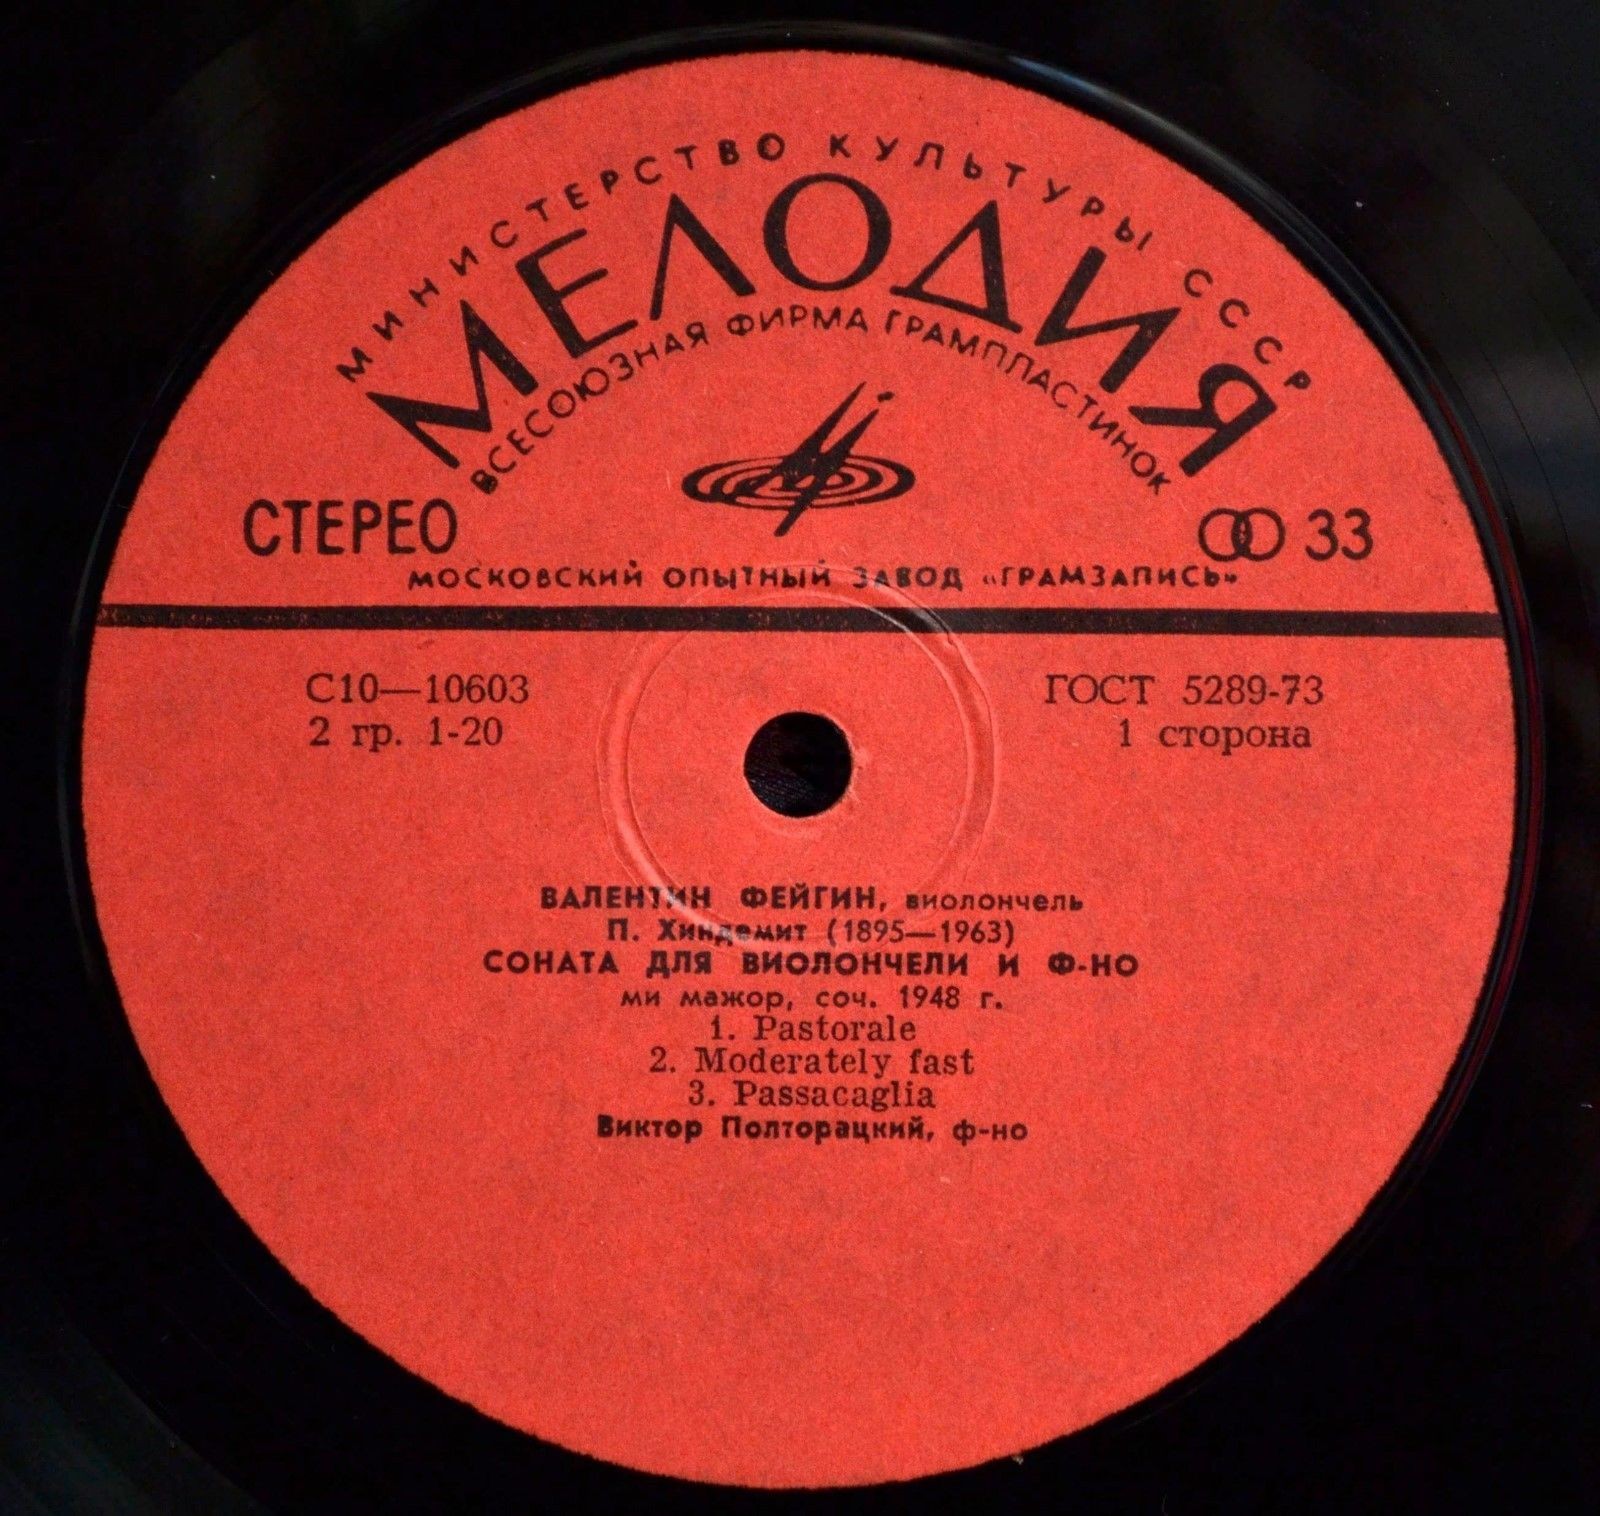 МИНИСТЕРСТВО КУЛЬТУРЫ СССР
МЕЛОДИЯ
ВСЕСОЮЗНАЯ ФИРМА ГРАМПЛАСТИНОК
СТЕРЕО
33
МОСКОВСКИЙ ОПЫТНЫЙ ЗАВОД «ГРАМЗАПИСЬ»
С10—10603
ГОСТ 5289-73
2 гр. 1-20
1 сторона
ВАЛЕНТИН ФЕЙГИН, виолончель
П. Хиндемит (1895—1963)
СОНАТА ДЛЯ ВИОЛОНЧЕЛИ И Ф-НО
ми мажор, соч. 1948 г.
1. Pastorale
2. Moderately fast
3. Passacaglia
Виктор Полторацкий, ф-но